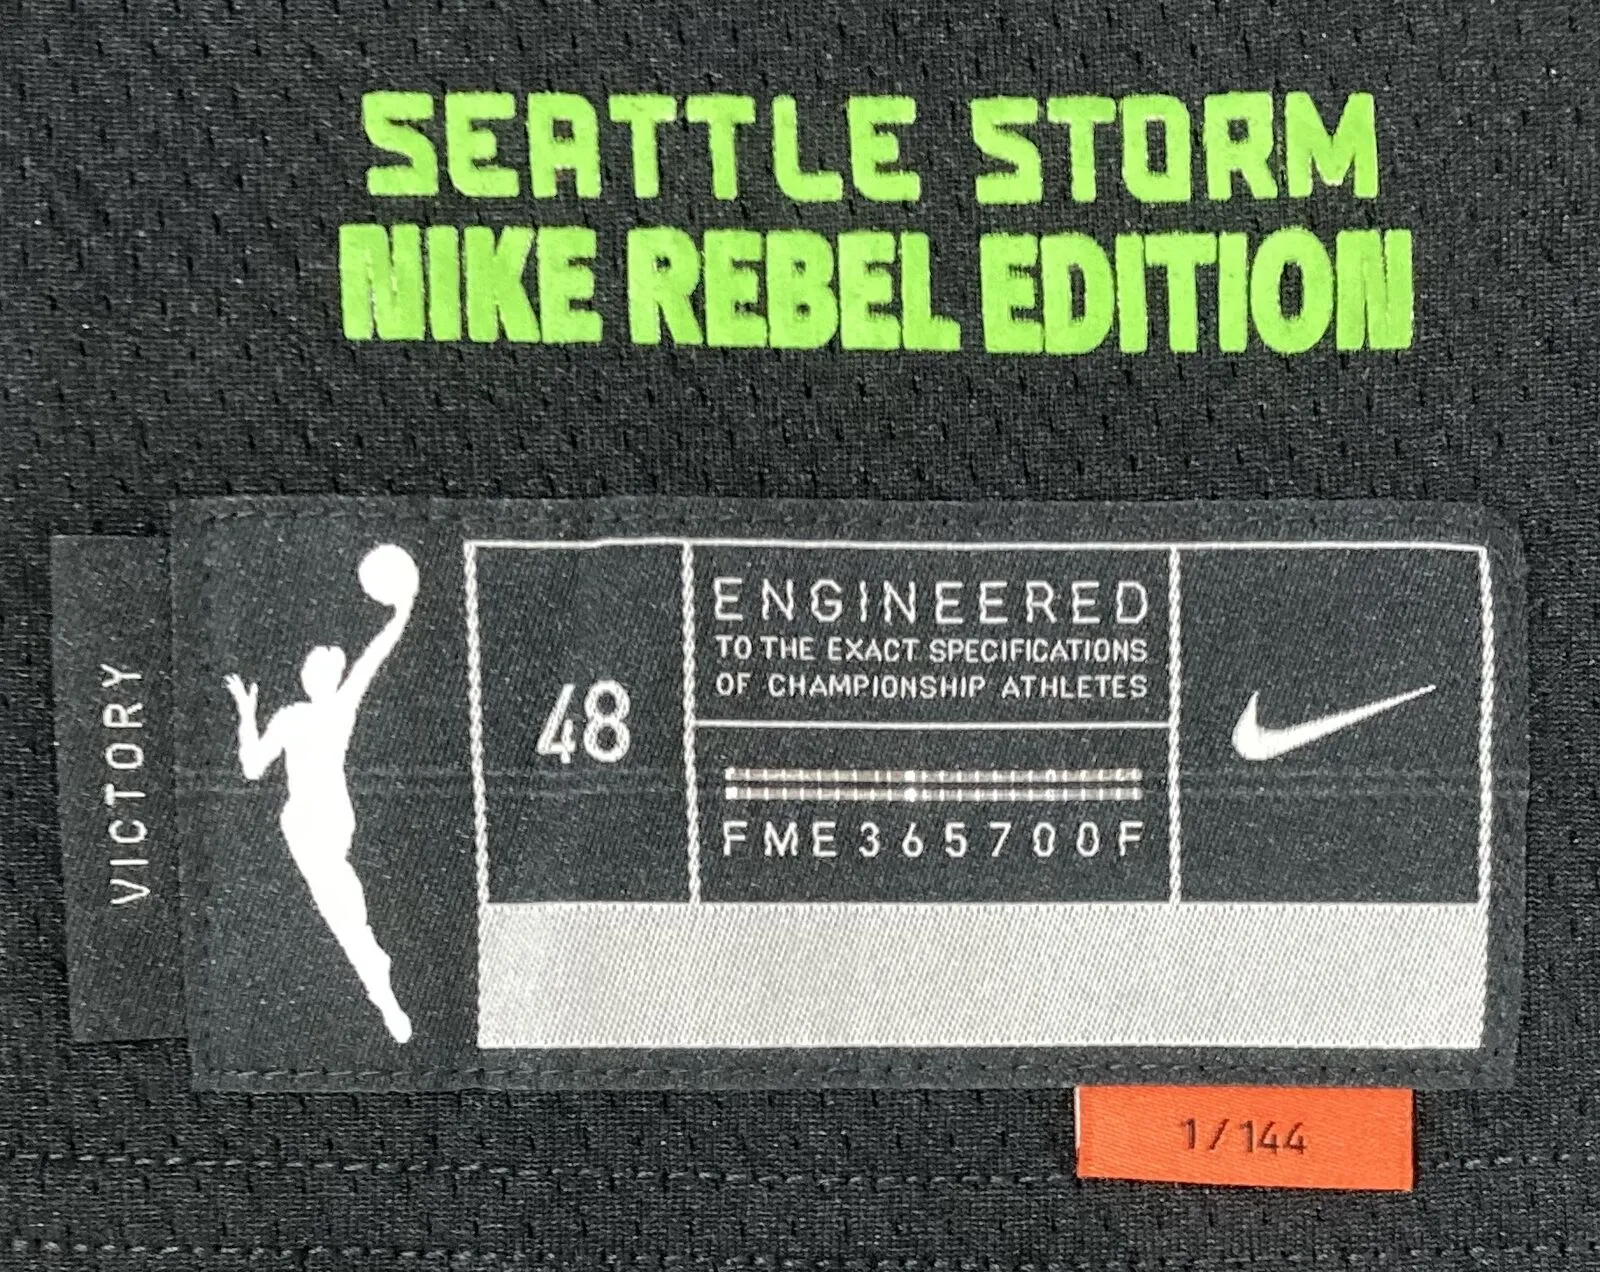 SEATTLE STORM
NIKE REBEL EDITION
VICTORY
48
ENGINEERED
TO THE EXACT SPECIFICATIONS
OF CHAMPIONSHIP ATHLETES
FME365700F
1/144